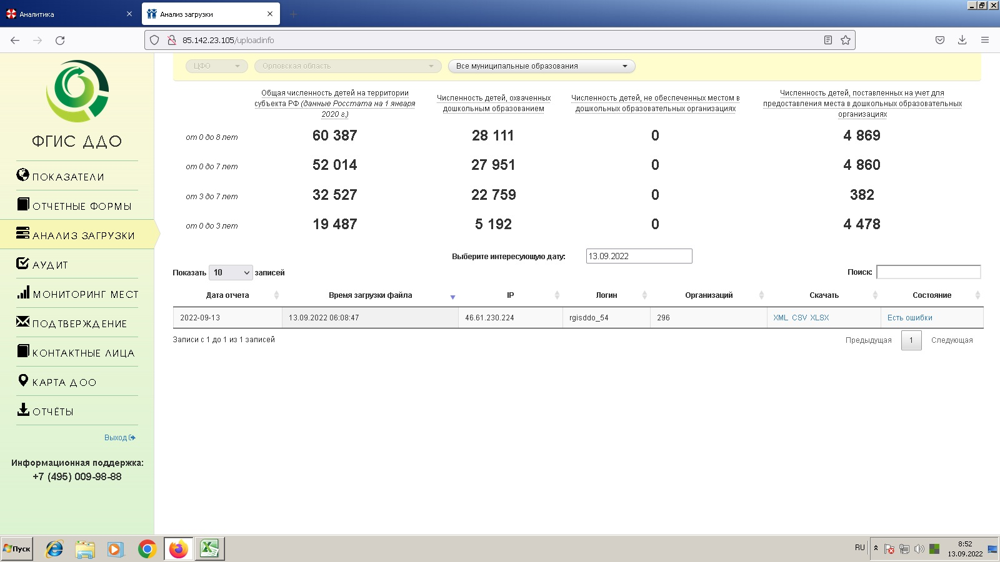 Аналитика
Анализ загрузки
85.142.23.105/uploadinfo
ЦФО
Орловская область
Все муниципальные образования
Общая численность детей на территории
субъекта РФ (данные Росстата на 1 января
2020 г.)
Численность детей, охваченных
дошкольным образованием
Численность детей, не обеспеченных местом в
дошкольных образовательных организациях
Численность детей, поставленных на учет для
предоставления места в дошкольных образовательных
организациях
от 0 до 8 лет 60 387 28 111 0 4 869
от 0 до 7 лет 52 014 27 951 0 4 860
от 3 до 7 лет 32 527 22 759 0 382
от 0 до 3 лет 19 487 5 192 0 4 478
Выберите интересующую дату: 13.09.2022
Показать 10 записей
Поиск:
Дата отчета Время загрузки файла IP Логин Организаций Скачать Состояние
2022-09-13 13.09.2022 06:08:47 46.61.230.224 rgisddo_54 296 XML CSV XLSX Есть ошибки
Записи с 1 до 1 из 1 записей
Предыдущая 1 Следующая
ФГИС ДДО
ПОКАЗАТЕЛИ
ОТЧЕТНЫЕ ФОРМЫ
АНАЛИЗ ЗАГРУЗКИ
АУДИТ
МОНИТОРИНГ МЕСТ
ПОДТВЕРЖДЕНИЕ
КОНТАКТНЫЕ ЛИЦА
КАРТА ДОО
ОТЧЁТЫ
Выход
Информационная поддержка:
+7 (495) 009-98-88
Пуск
RU
8:52
13.09.2022